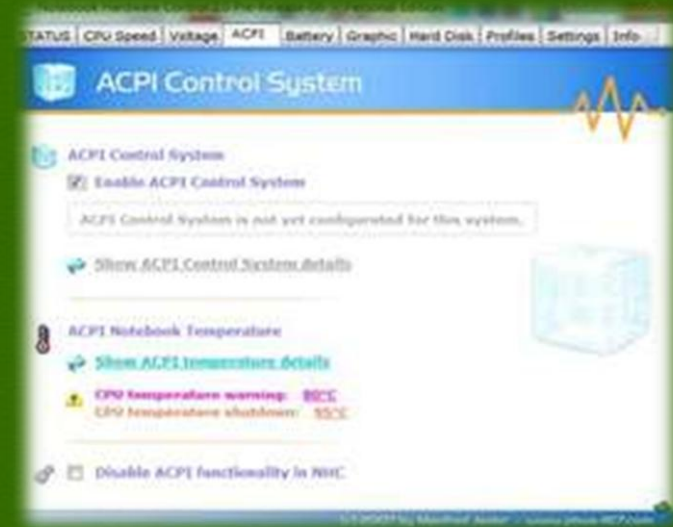 STATUS | CPU Speed | Voltage | ACPI | Battery | Graphic | Hard Disk | Profiles | Settings | Info
ACPI Control System
ACPI Control System
Enable ACPI Control System
ACPI Control System is not yet configurated for this system.
Show ACPI Control System details
ACPI Notebook Temperature
Show ACPI temperature details
CPU temperature warning: 80°C
CPU temperature shutdown: 95°C
Disable ACPI functionality in NHC